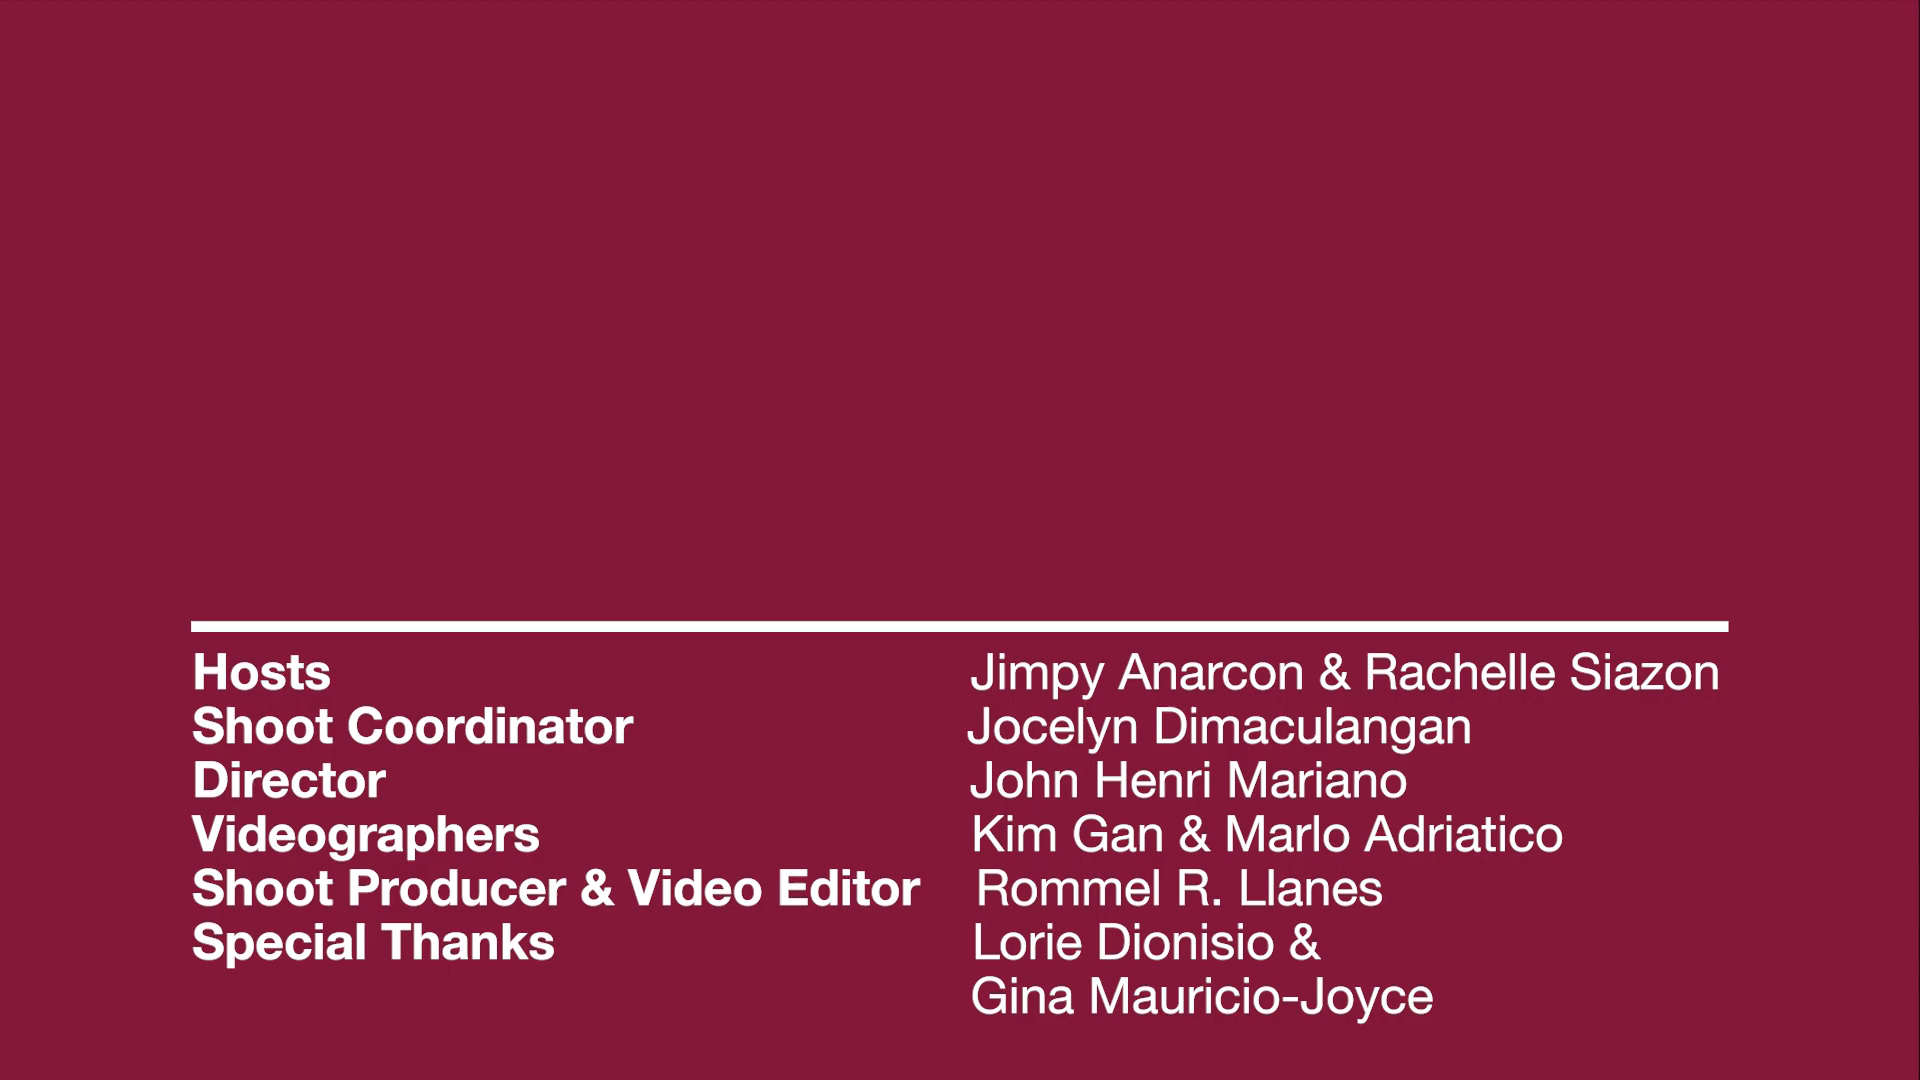 Hosts Jimpy Anarcon & Rachelle Siazon
Shoot Coordinator Jocelyn Dimaculangan
Director John Henri Mariano
Videographers Kim Gan & Marlo Adriatico
Shoot Producer & Video Editor Rommel R. Llanes
Special Thanks Lorie Dionisio &
Gina Mauricio-Joyce